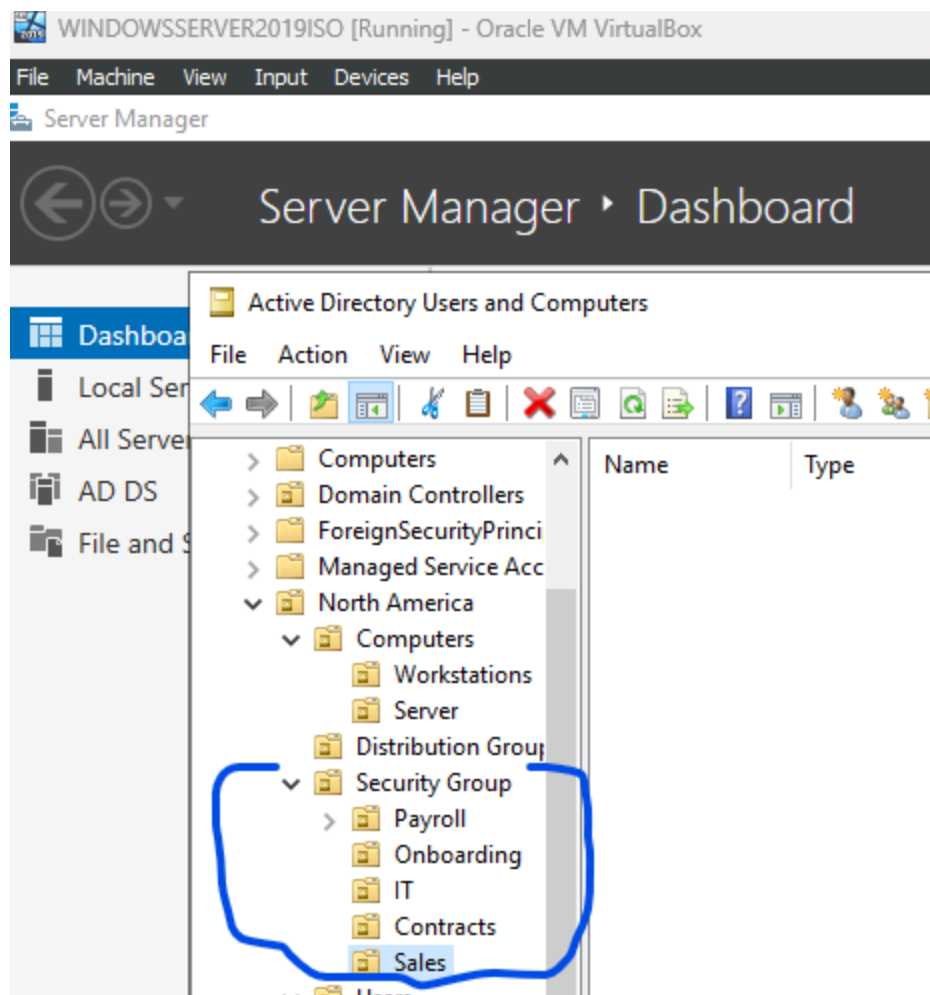 WINDOWSSERVER2019ISO [Running] - Oracle VM VirtualBox
File Machine View Input Devices Help
Server Manager
Server Manager ‣ Dashboard
Active Directory Users and Computers
Dashboa
File Action View Help
Local Ser
All Server
AD DS
File and S
Computers
Name Type
Domain Controllers
ForeignSecurityPrinci
Managed Service Acc
North America
Computers
Workstations
Server
Distribution Group
Security Group
Payroll
Onboarding
IT
Contracts
Sales
Users